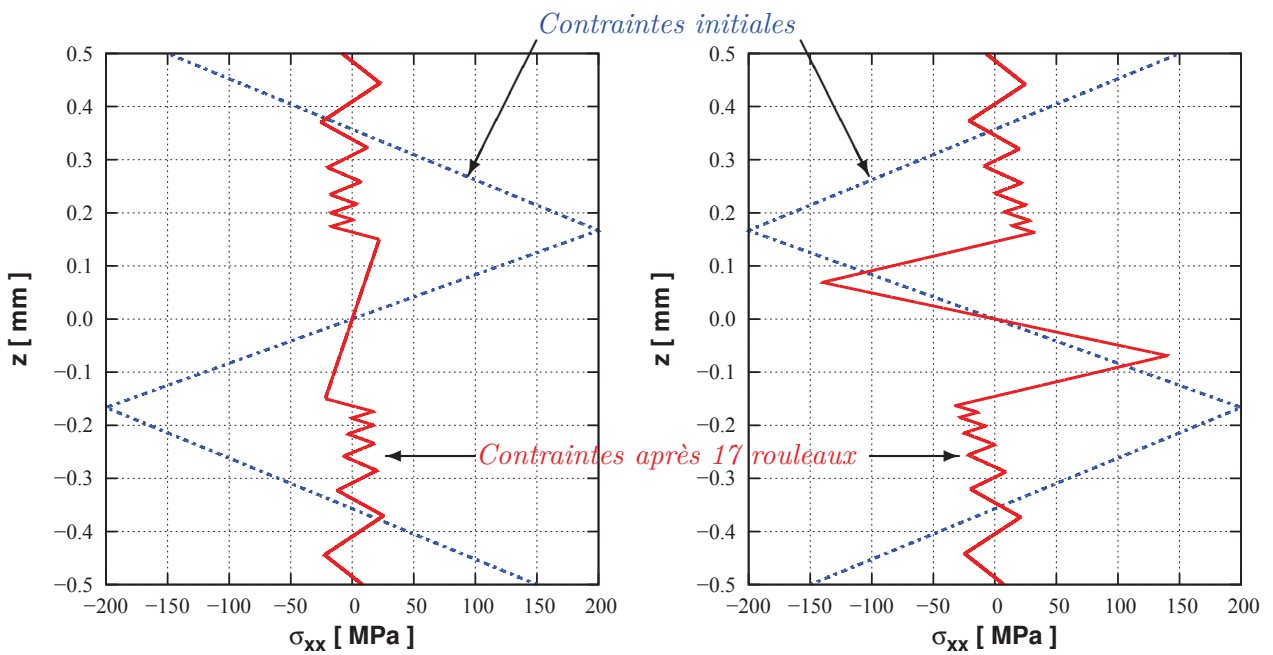 Contraintes initiales
0.5
0.4
0.3
0.2
0.1
0.0
−0.1
−0.2
−0.3
−0.4
−0.5
z [ mm ]
−200 −150 −100 −50 0 50 100 150 200
σxx [ MPa ]
0.5
0.4
0.3
0.2
0.1
0.0
−0.1
−0.2
−0.3
−0.4
−0.5
z [ mm ]
−200 −150 −100 −50 0 50 100 150 200
σxx [ MPa ]
Contraintes après 17 rouleaux